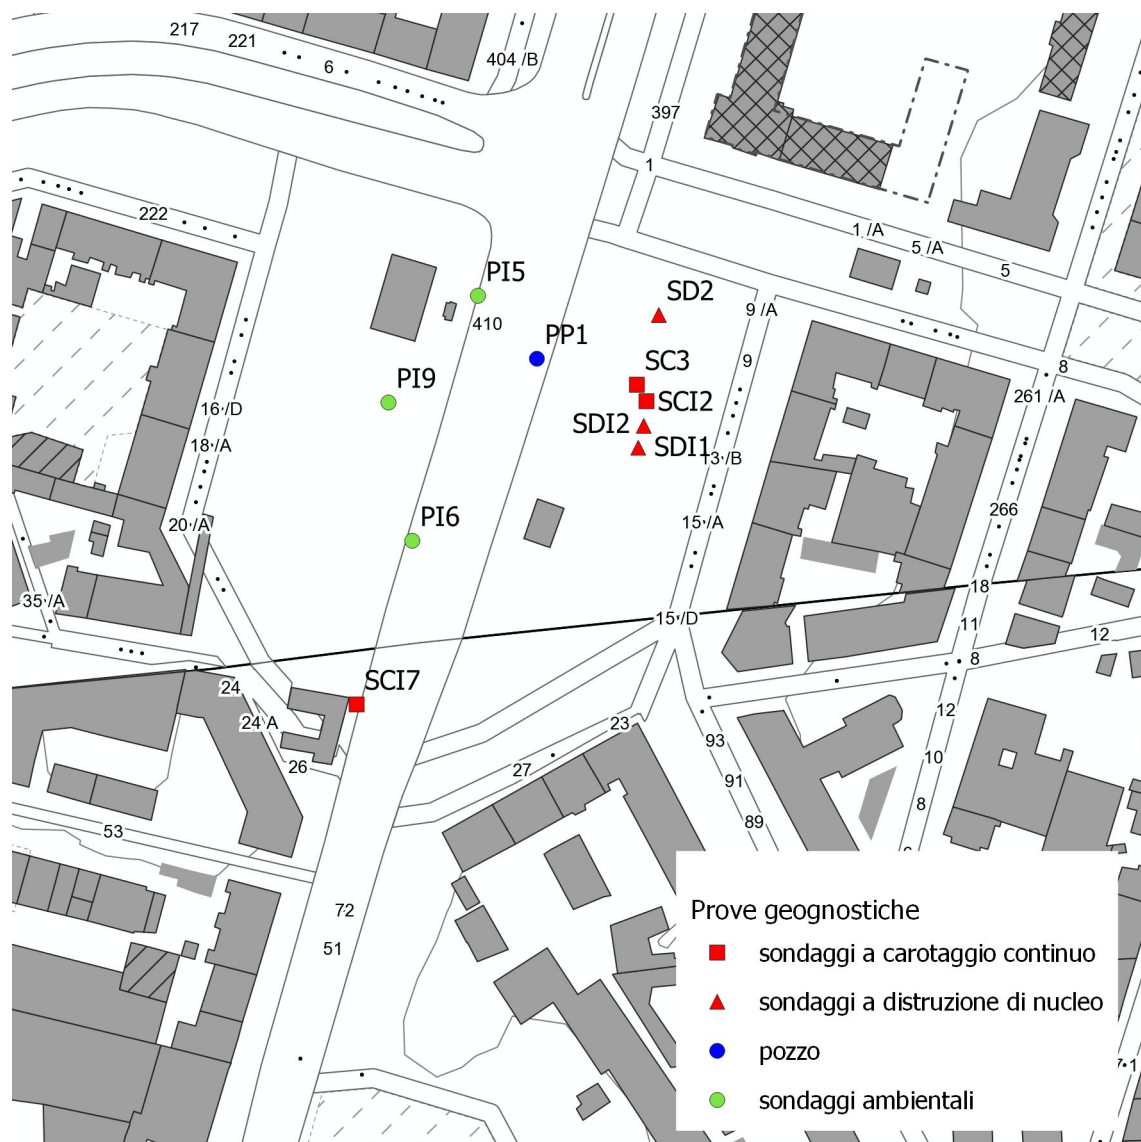 217
221
6
404 /B
397
1
222
1 /A
5 /A
5
PI5
410
SD2
9 /A
PP1
SC3
9
8
PI9
16 /D
SCI2
261 /A
SDI2
18 /A
SDI1
13 /B
PI6
20 /A
15 /A
266
35 /A
15 /D
18
11
12
8
24
SCI7
24 A
23
12
93
26
27
91
10
89
8
53
72
51
Prove geognostiche
sondaggi a carotaggio continuo
sondaggi a distruzione di nucleo
pozzo
sondaggi ambientali